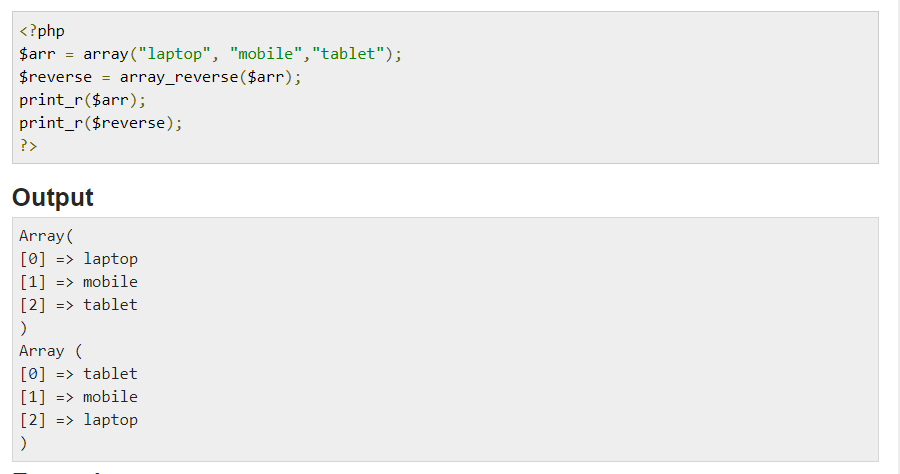 <?php
$arr = array("laptop", "mobile","tablet");
$reverse = array_reverse($arr);
print_r($arr);
print_r($reverse);
?>
Output
Array(
[0] => laptop
[1] => mobile
[2] => tablet
)
Array (
[0] => tablet
[1] => mobile
[2] => laptop
)